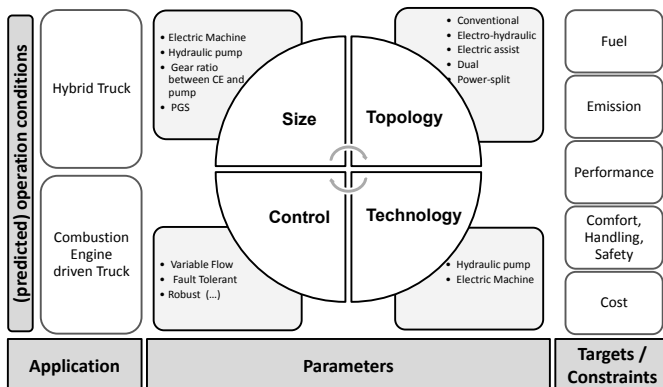 (predicted) operation conditions
Hybrid Truck
Combustion
Engine
driven Truck
• Electric Machine
• Hydraulic pump
• Gear ratio
between CE and
pump
• PGS
• Conventional
• Electro-hydraulic
• Electric assist
• Dual
• Power-split
Size
Topology
Control
Technology
• Variable Flow
• Fault Tolerant
• Robust (...)
• Hydraulic pump
• Electric Machine
Fuel
Emission
Performance
Comfort,
Handling,
Safety
Cost
Application
Parameters
Targets /
Constraints